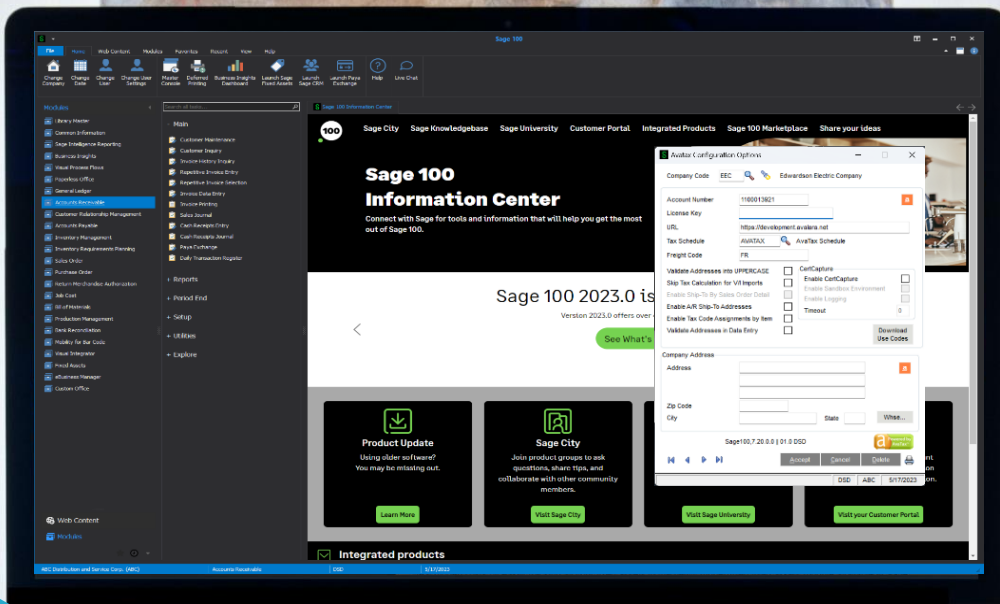 Sage 100
File Home Web Content Modules Favorites Recent View Help
Change Company
Change Date
Change User
Change User Settings
Master Console
Deferred Printing
Business Insights Dashboard
Launch Sage Fixed Assets
Launch Sage CRM
Launch Paya Exchange
Help
Live Chat
Modules
Library Master
Common Information
Sage Intelligence Reporting
Business Insights
Visual Process Flows
Paperless Office
General Ledger
Accounts Receivable
Customer Relationship Management
Accounts Payable
Inventory Management
Inventory Requirements Planning
Sales Order
Purchase Order
Return Merchandise Authorization
Job Cost
Bill of Materials
Production Management
Bank Reconciliation
Mobility for Bar Code
Visual Integrator
Fixed Assets
eBusiness Manager
Custom Office
Web Content
Modules
Search all tasks...
Main
Customer Maintenance
Customer Inquiry
Invoice History Inquiry
Repetitive Invoice Entry
Repetitive Invoice Selection
Invoice Data Entry
Invoice Printing
Sales Journal
Cash Receipts Entry
Cash Receipts Journal
Paya Exchange
Daily Transaction Register
+ Reports
+ Period End
+ Setup
+ Utilities
+ Explore
Sage 100 Information Center
100 Sage City Sage Knowledgebase Sage University Customer Portal Integrated Products Sage 100 Marketplace Share your ideas
Sage 100
Information Center
Connect with Sage for tools and information that will help you get the most
out of Sage 100.
Sage 100 2023.0 is
Version 2023.0 offers over
See What's
Product Update
Using older software?
You may be missing out.
Learn More
Sage City
Join product groups to ask
questions, share tips, and
collaborate with other community
members.
Visit Sage City
Visit Sage University
Visit your Customer Portal
Integrated products
Avatax Configuration Options
Company Code EEC Edwardson Electric Company
Account Number 1100013821
License Key
URL https://development.avalara.net
Tax Schedule AVATAX AvaTax Schedule
Freight Code FR
Validate Addresses into UPPERCASE
Skip Tax Calculation for V/I Imports
Enable Ship-To By Sales Order Detail
Enable A/R Ship-To Addresses
Enable Tax Code Assignments by Item
Validate Addresses in Data Entry
CertCapture
Enable CertCapture
Enable Sandbox Environment
Enable Logging
Timeout 0
Download
Use Codes
Company Address
Address
Zip Code
City State Whse...
Sage100,7.20.0.0 | 01.0 DSD
Accept Cancel Delete
DSD ABC 5/17/2023
ABC Distribution and Service Corp. (ABC) Accounts Receivable DSD 5/17/2023